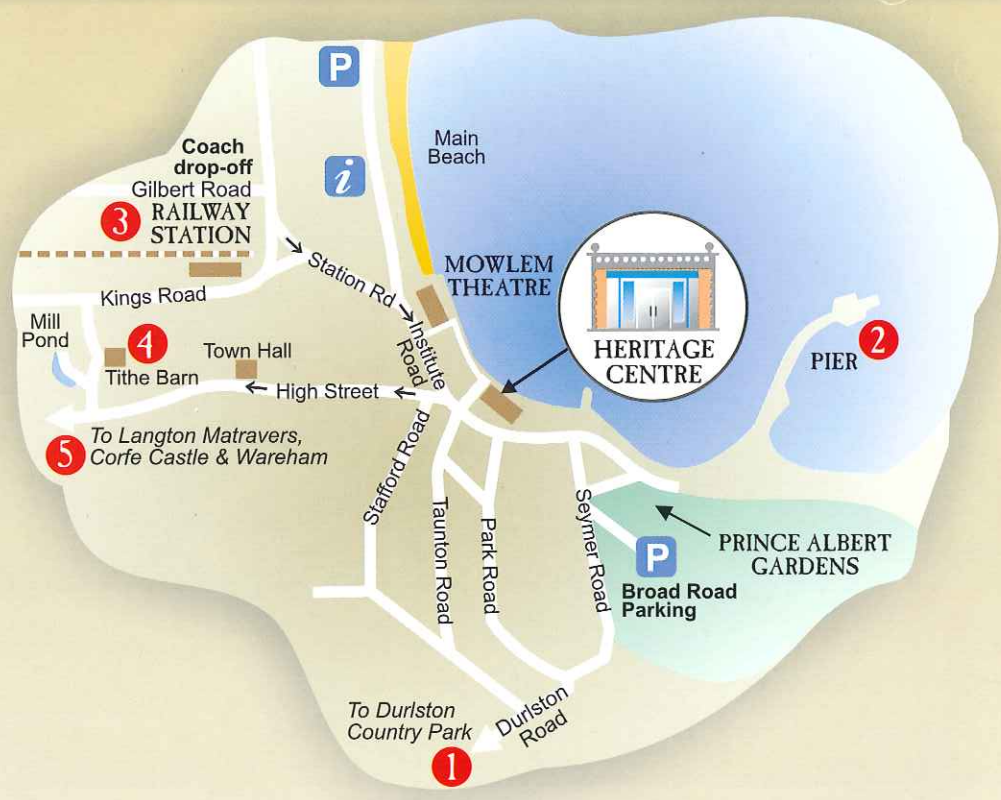 P
Main
Beach
Coach
drop-off
i
Gilbert Road
3
RAILWAY
STATION
Station Rd
MOWLEM
THEATRE
Kings Road
Institute
Road
HERITAGE
CENTRE
PIER
2
Mill
Pond
4
Tithe Barn
Town Hall
High Street
5
To Langton Matravers,
Corfe Castle & Wareham
Stafford Road
Taunton Road
Park Road
Seymer Road
PRINCE ALBERT
GARDENS
P
Broad Road
Parking
To Durlston
Country Park
1
Durlston
Road